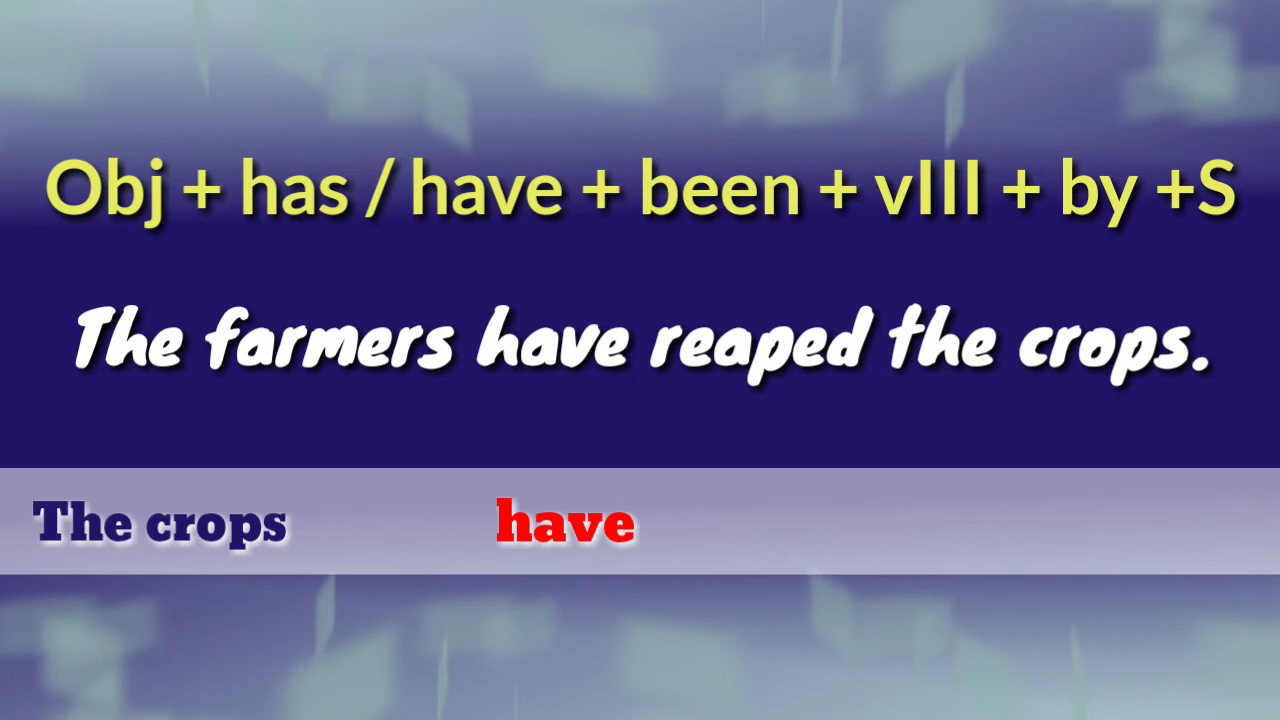 Obj + has / have + been + vIII + by +S
The farmers have reaped the crops.
The crops have